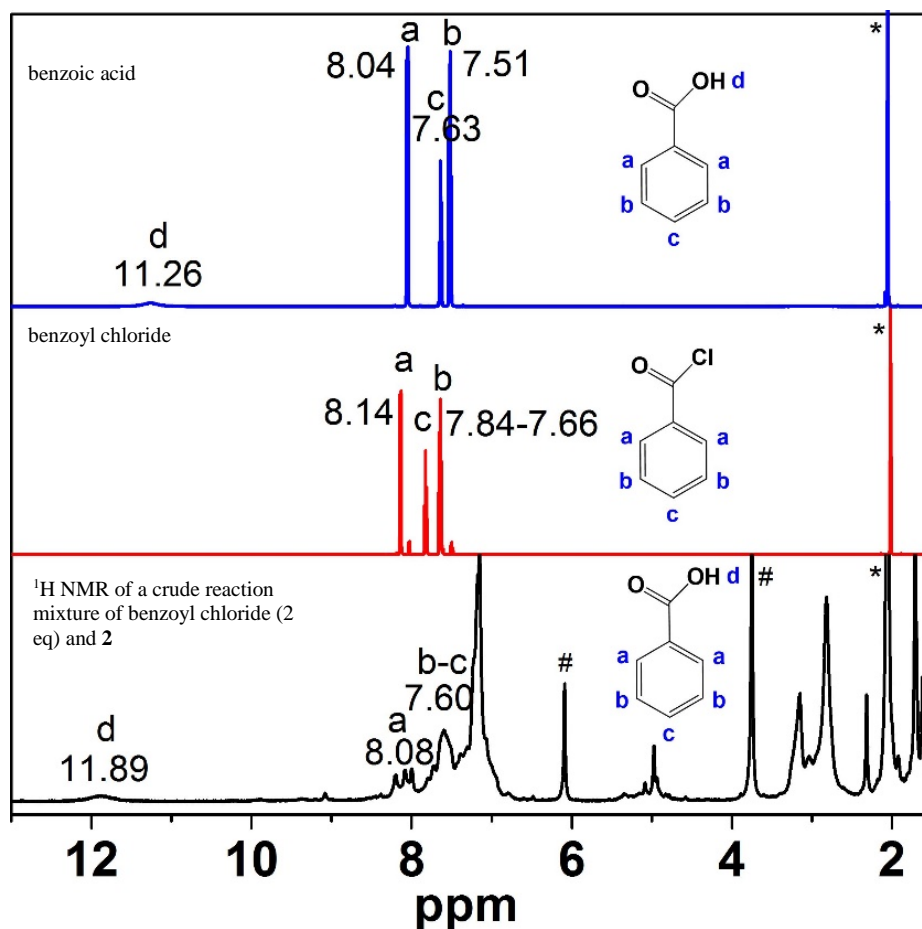 a
b
*
benzoic acid
8.04
7.51
c
7.63
O
OH d
a a
b b
c
d
11.26
benzoyl chloride
a
b
*
8.14
c
7.84-7.66
O
Cl
a a
b b
c
¹H NMR of a crude reaction
mixture of benzoyl chloride (2
eq) and 2
O
OH d
#
*
a a
b b
c
b-c
7.60
#
d
11.89
a
8.08
12 10 8 6 4 2
ppm